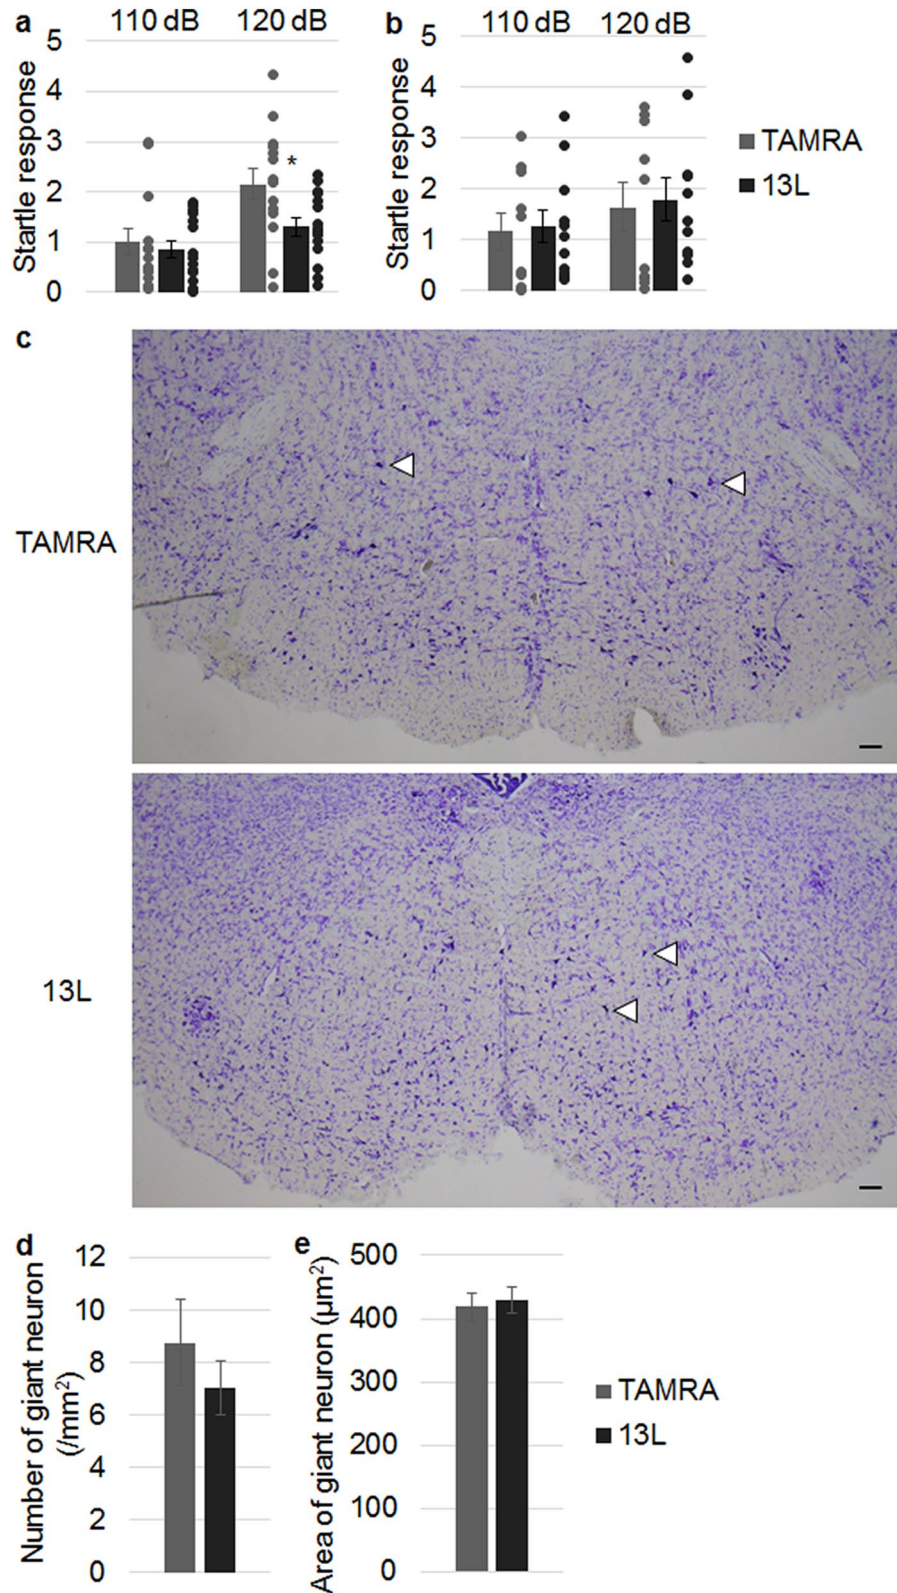 a
110 dB 120 dB
5
4
3
2
1
0
Startle response
*
b
110 dB 120 dB
5
4
3
2
1
0
Startle response
TAMRA
13L
c
TAMRA
13L
d
12
10
8
6
4
2
0
Number of giant neuron
(/mm²)
e
500
400
300
200
100
0
Area of giant neuron (μm²)
TAMRA
13L